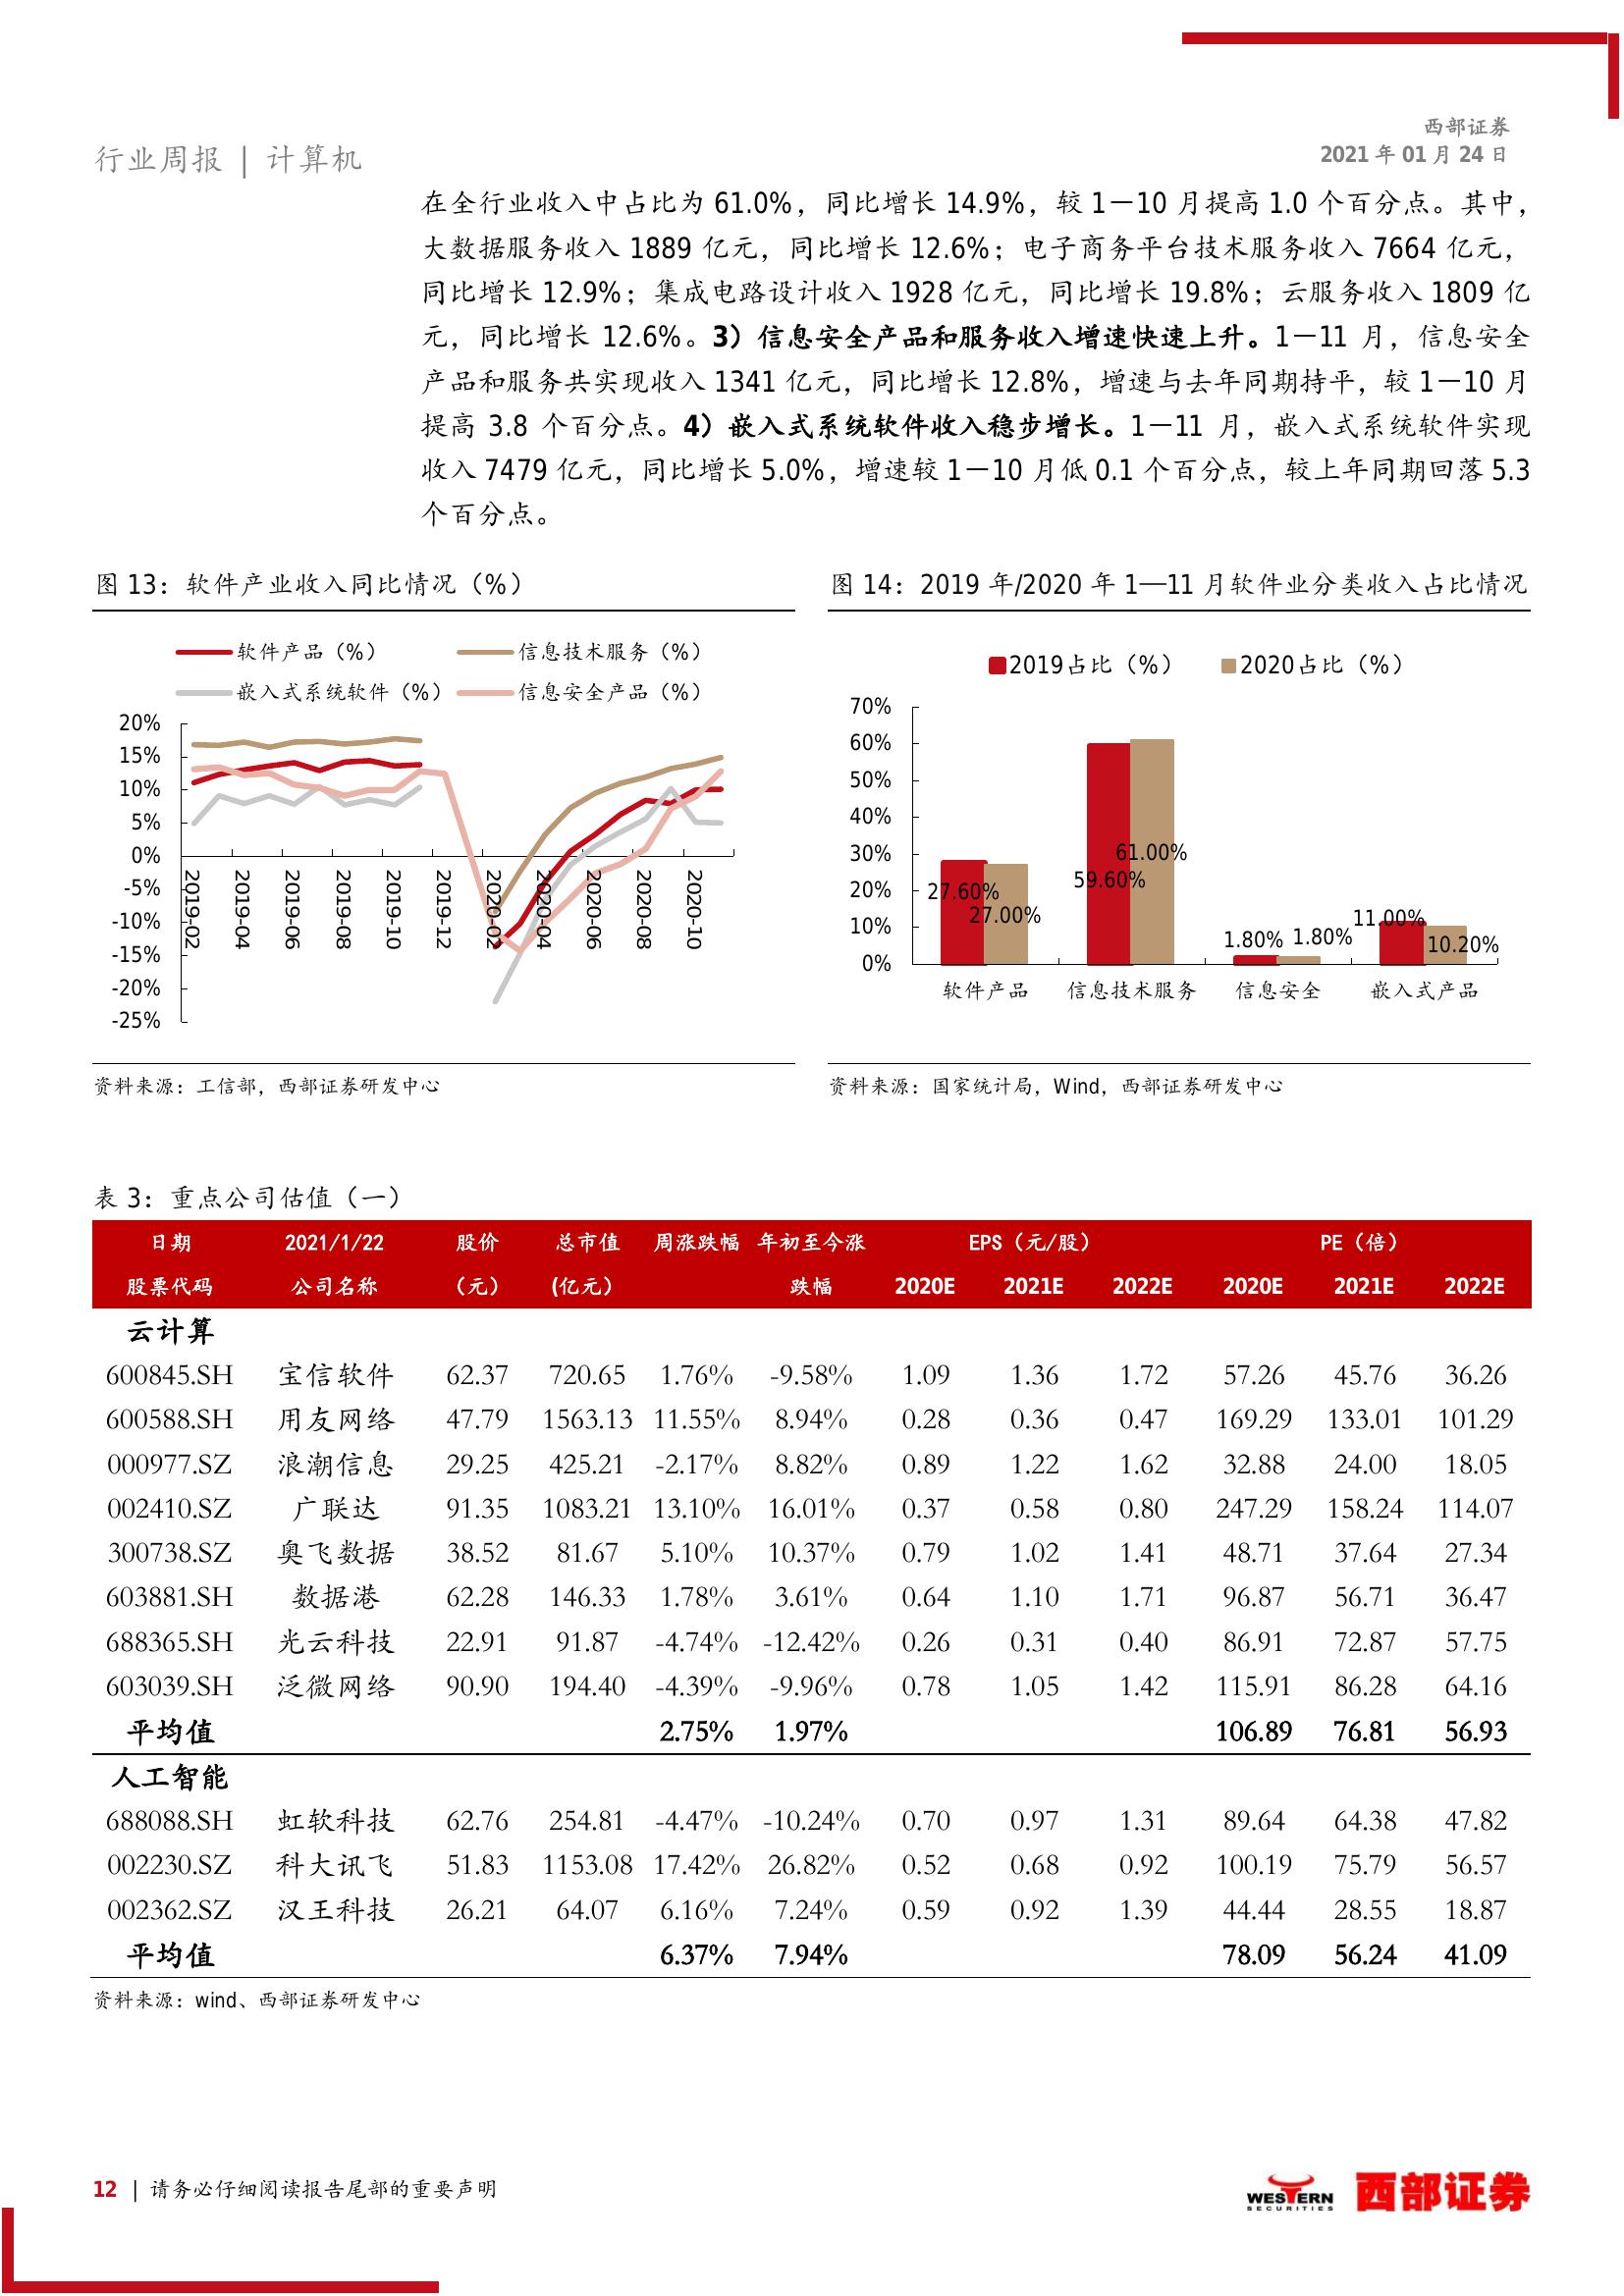 西部证券
2021 年 01 月 24 日
行业周报 | 计算机
在全行业收入中占比为 61.0%，同比增长 14.9%，较 1－10 月提高 1.0 个百分点。其中，
大数据服务收入 1889 亿元，同比增长 12.6%；电子商务平台技术服务收入 7664 亿元，
同比增长 12.9%；集成电路设计收入 1928 亿元，同比增长 19.8%；云服务收入 1809 亿
元，同比增长 12.6%。3）信息安全产品和服务收入增速快速上升。1－11 月，信息安全
产品和服务共实现收入 1341 亿元，同比增长 12.8%，增速与去年同期持平，较 1－10 月
提高 3.8 个百分点。4）嵌入式系统软件收入稳步增长。1－11 月，嵌入式系统软件实现
收入 7479 亿元，同比增长 5.0%，增速较 1－10 月低 0.1 个百分点，较上年同期回落 5.3
个百分点。
图 13：软件产业收入同比情况（%）
软件产品（%） 信息技术服务（%）
嵌入式系统软件（%） 信息安全产品（%）
20%
15%
10%
5%
0%
-5%
-10%
-15%
-20%
-25%
2019-02 2019-04 2019-06 2019-08 2019-10 2019-12 2020-02 2020-04 2020-06 2020-08 2020-10
资料来源：工信部，西部证券研发中心
图 14：2019 年/2020 年 1—11 月软件业分类收入占比情况
2019占比（%） 2020占比（%）
70%
60%
50%
40%
30%
20%
10%
0%
27.60% 27.00% 59.60% 61.00% 1.80% 1.80% 11.00% 10.20%
软件产品 信息技术服务 信息安全 嵌入式产品
资料来源：国家统计局，Wind，西部证券研发中心
表 3：重点公司估值（一）
日期 2021/1/22 股价 总市值 周涨跌幅 年初至今涨 EPS（元/股） PE（倍）
股票代码 公司名称 （元） (亿元） 跌幅 2020E 2021E 2022E 2020E 2021E 2022E
云计算
600845.SH 宝信软件 62.37 720.65 1.76% -9.58% 1.09 1.36 1.72 57.26 45.76 36.26
600588.SH 用友网络 47.79 1563.13 11.55% 8.94% 0.28 0.36 0.47 169.29 133.01 101.29
000977.SZ 浪潮信息 29.25 425.21 -2.17% 8.82% 0.89 1.22 1.62 32.88 24.00 18.05
002410.SZ 广联达 91.35 1083.21 13.10% 16.01% 0.37 0.58 0.80 247.29 158.24 114.07
300738.SZ 奥飞数据 38.52 81.67 5.10% 10.37% 0.79 1.02 1.41 48.71 37.64 27.34
603881.SH 数据港 62.28 146.33 1.78% 3.61% 0.64 1.10 1.71 96.87 56.71 36.47
688365.SH 光云科技 22.91 91.87 -4.74% -12.42% 0.26 0.31 0.40 86.91 72.87 57.75
603039.SH 泛微网络 90.90 194.40 -4.39% -9.96% 0.78 1.05 1.42 115.91 86.28 64.16
平均值 2.75% 1.97% 106.89 76.81 56.93
人工智能
688088.SH 虹软科技 62.76 254.81 -4.47% -10.24% 0.70 0.97 1.31 89.64 64.38 47.82
002230.SZ 科大讯飞 51.83 1153.08 17.42% 26.82% 0.52 0.68 0.92 100.19 75.79 56.57
002362.SZ 汉王科技 26.21 64.07 6.16% 7.24% 0.59 0.92 1.39 44.44 28.55 18.87
平均值 6.37% 7.94% 78.09 56.24 41.09
资料来源：wind、西部证券研发中心
12 | 请务必仔细阅读报告尾部的重要声明
WESTERN
SECURITIES
西部证券